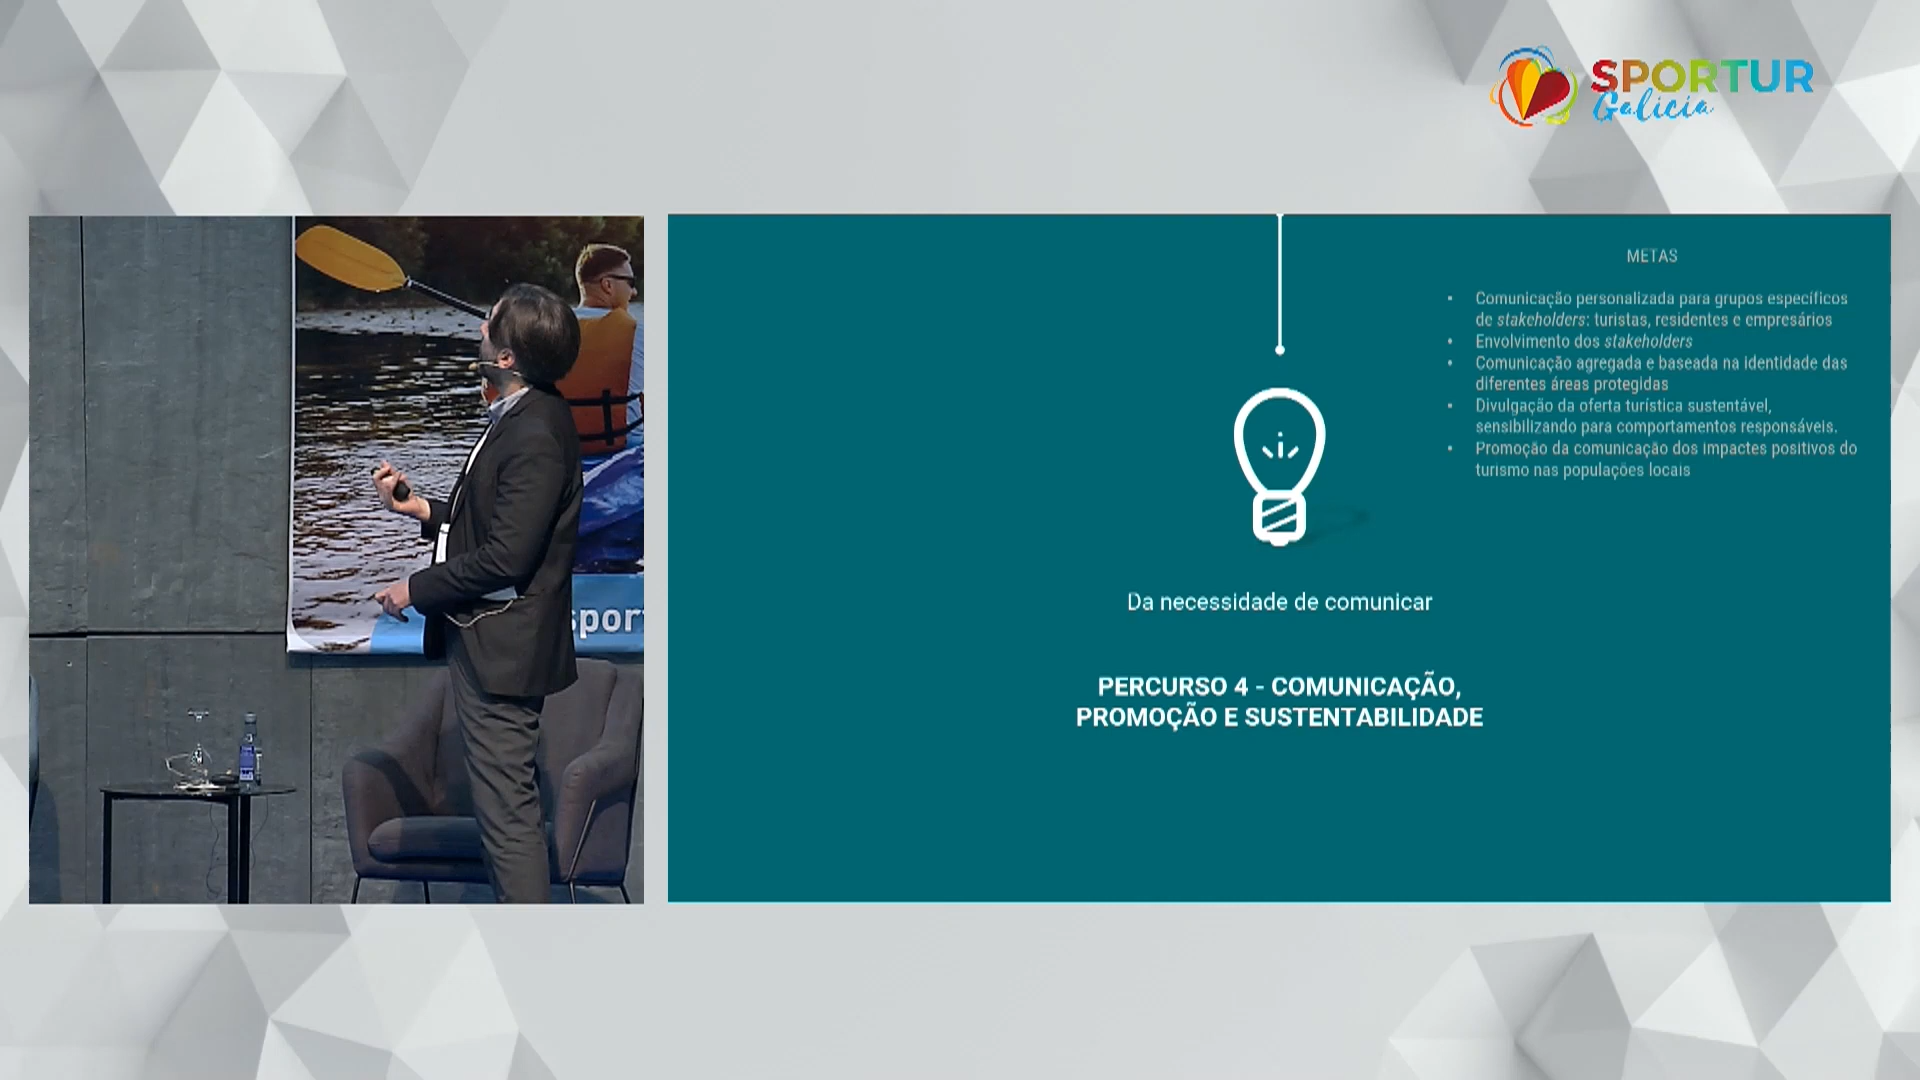 SPORTUR
Galicia
spor
METAS
• Comunicação personalizada para grupos específicos
de stakeholders: turistas, residentes e empresários
• Envolvimento dos stakeholders
• Comunicação agregada e baseada na identidade das
diferentes áreas protegidas
• Divulgação da oferta turística sustentável,
sensibilizando para comportamentos responsáveis.
• Promoção da comunicação dos impactes positivos do
turismo nas populações locais
Da necessidade de comunicar
PERCURSO 4 - COMUNICAÇÃO,
PROMOÇÃO E SUSTENTABILIDADE